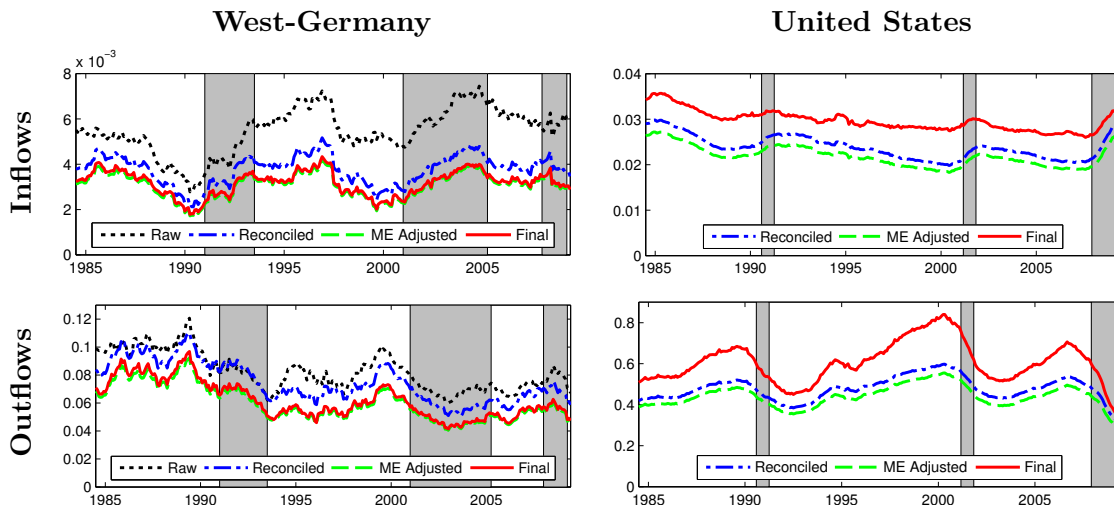 West-Germany
United States
Inflows
x 10⁻³
8
6
4
2
0
Raw Reconciled ME Adjusted Final
1985 1990 1995 2000 2005
0.04
0.03
0.02
0.01
0
Reconciled ME Adjusted Final
1985 1990 1995 2000 2005
Outflows
0.12
0.1
0.08
0.06
0.04
0.02
0
Raw Reconciled ME Adjusted Final
1985 1990 1995 2000 2005
0.8
0.6
0.4
0.2
0
Reconciled ME Adjusted Final
1985 1990 1995 2000 2005